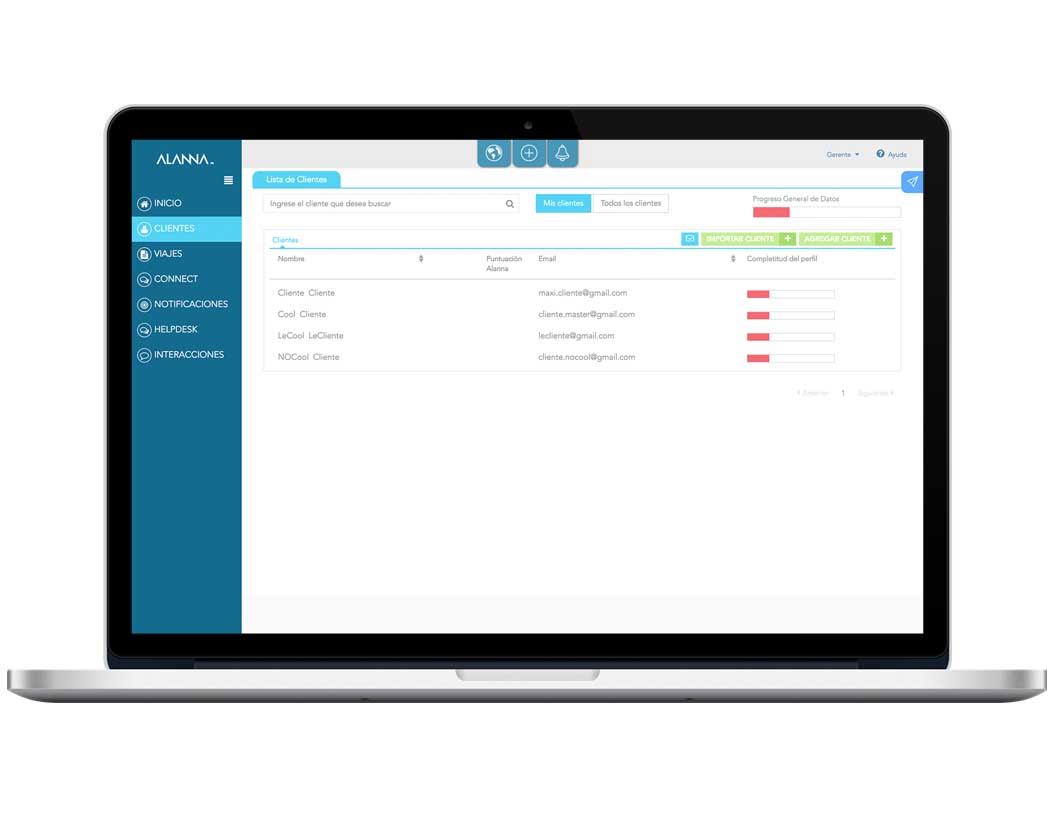 ALANNA
Gerente
Ayuda
INICIO
CLIENTES
VIAJES
CONNECT
NOTIFICACIONES
HELPDESK
INTERACCIONES
Lista de Clientes
Ingrese el cliente que desea buscar
Mis clientes
Todos los clientes
Progreso General de Datos
Clientes
IMPORTAR CLIENTE +
AGREGAR CLIENTE +
Nombre
Puntuación
Alanna
Email
Completitud del perfil
Cliente Cliente maxi.cliente@gmail.com
Cool Cliente cliente.master@gmail.com
LeCool LeCliente lecliente@gmail.com
NOCool Cliente cliente.nocool@gmail.com
Anterior 1 Siguiente